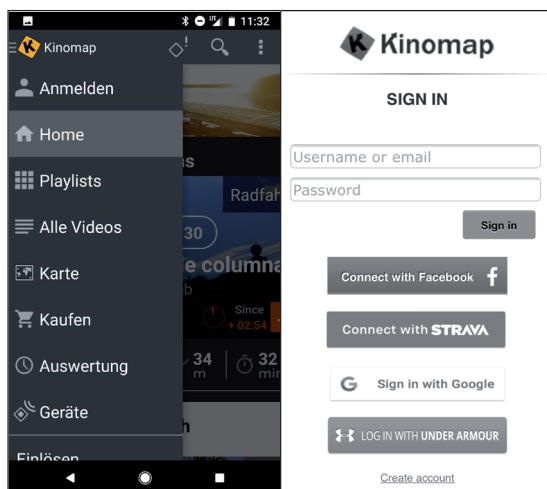 11:32
Kinomap
Anmelden
Home
Playlists
Alle Videos
Karte
Kaufen
Auswertung
Geräte
Einlösen
Radfah
30
e columna
Since
+ 02:54
34
m
32
min
h
Kinomap
SIGN IN
Username or email
Password
Sign in
Connect with Facebook f
Connect with STRAVA
G Sign in with Google
LOG IN WITH UNDER ARMOUR
Create account